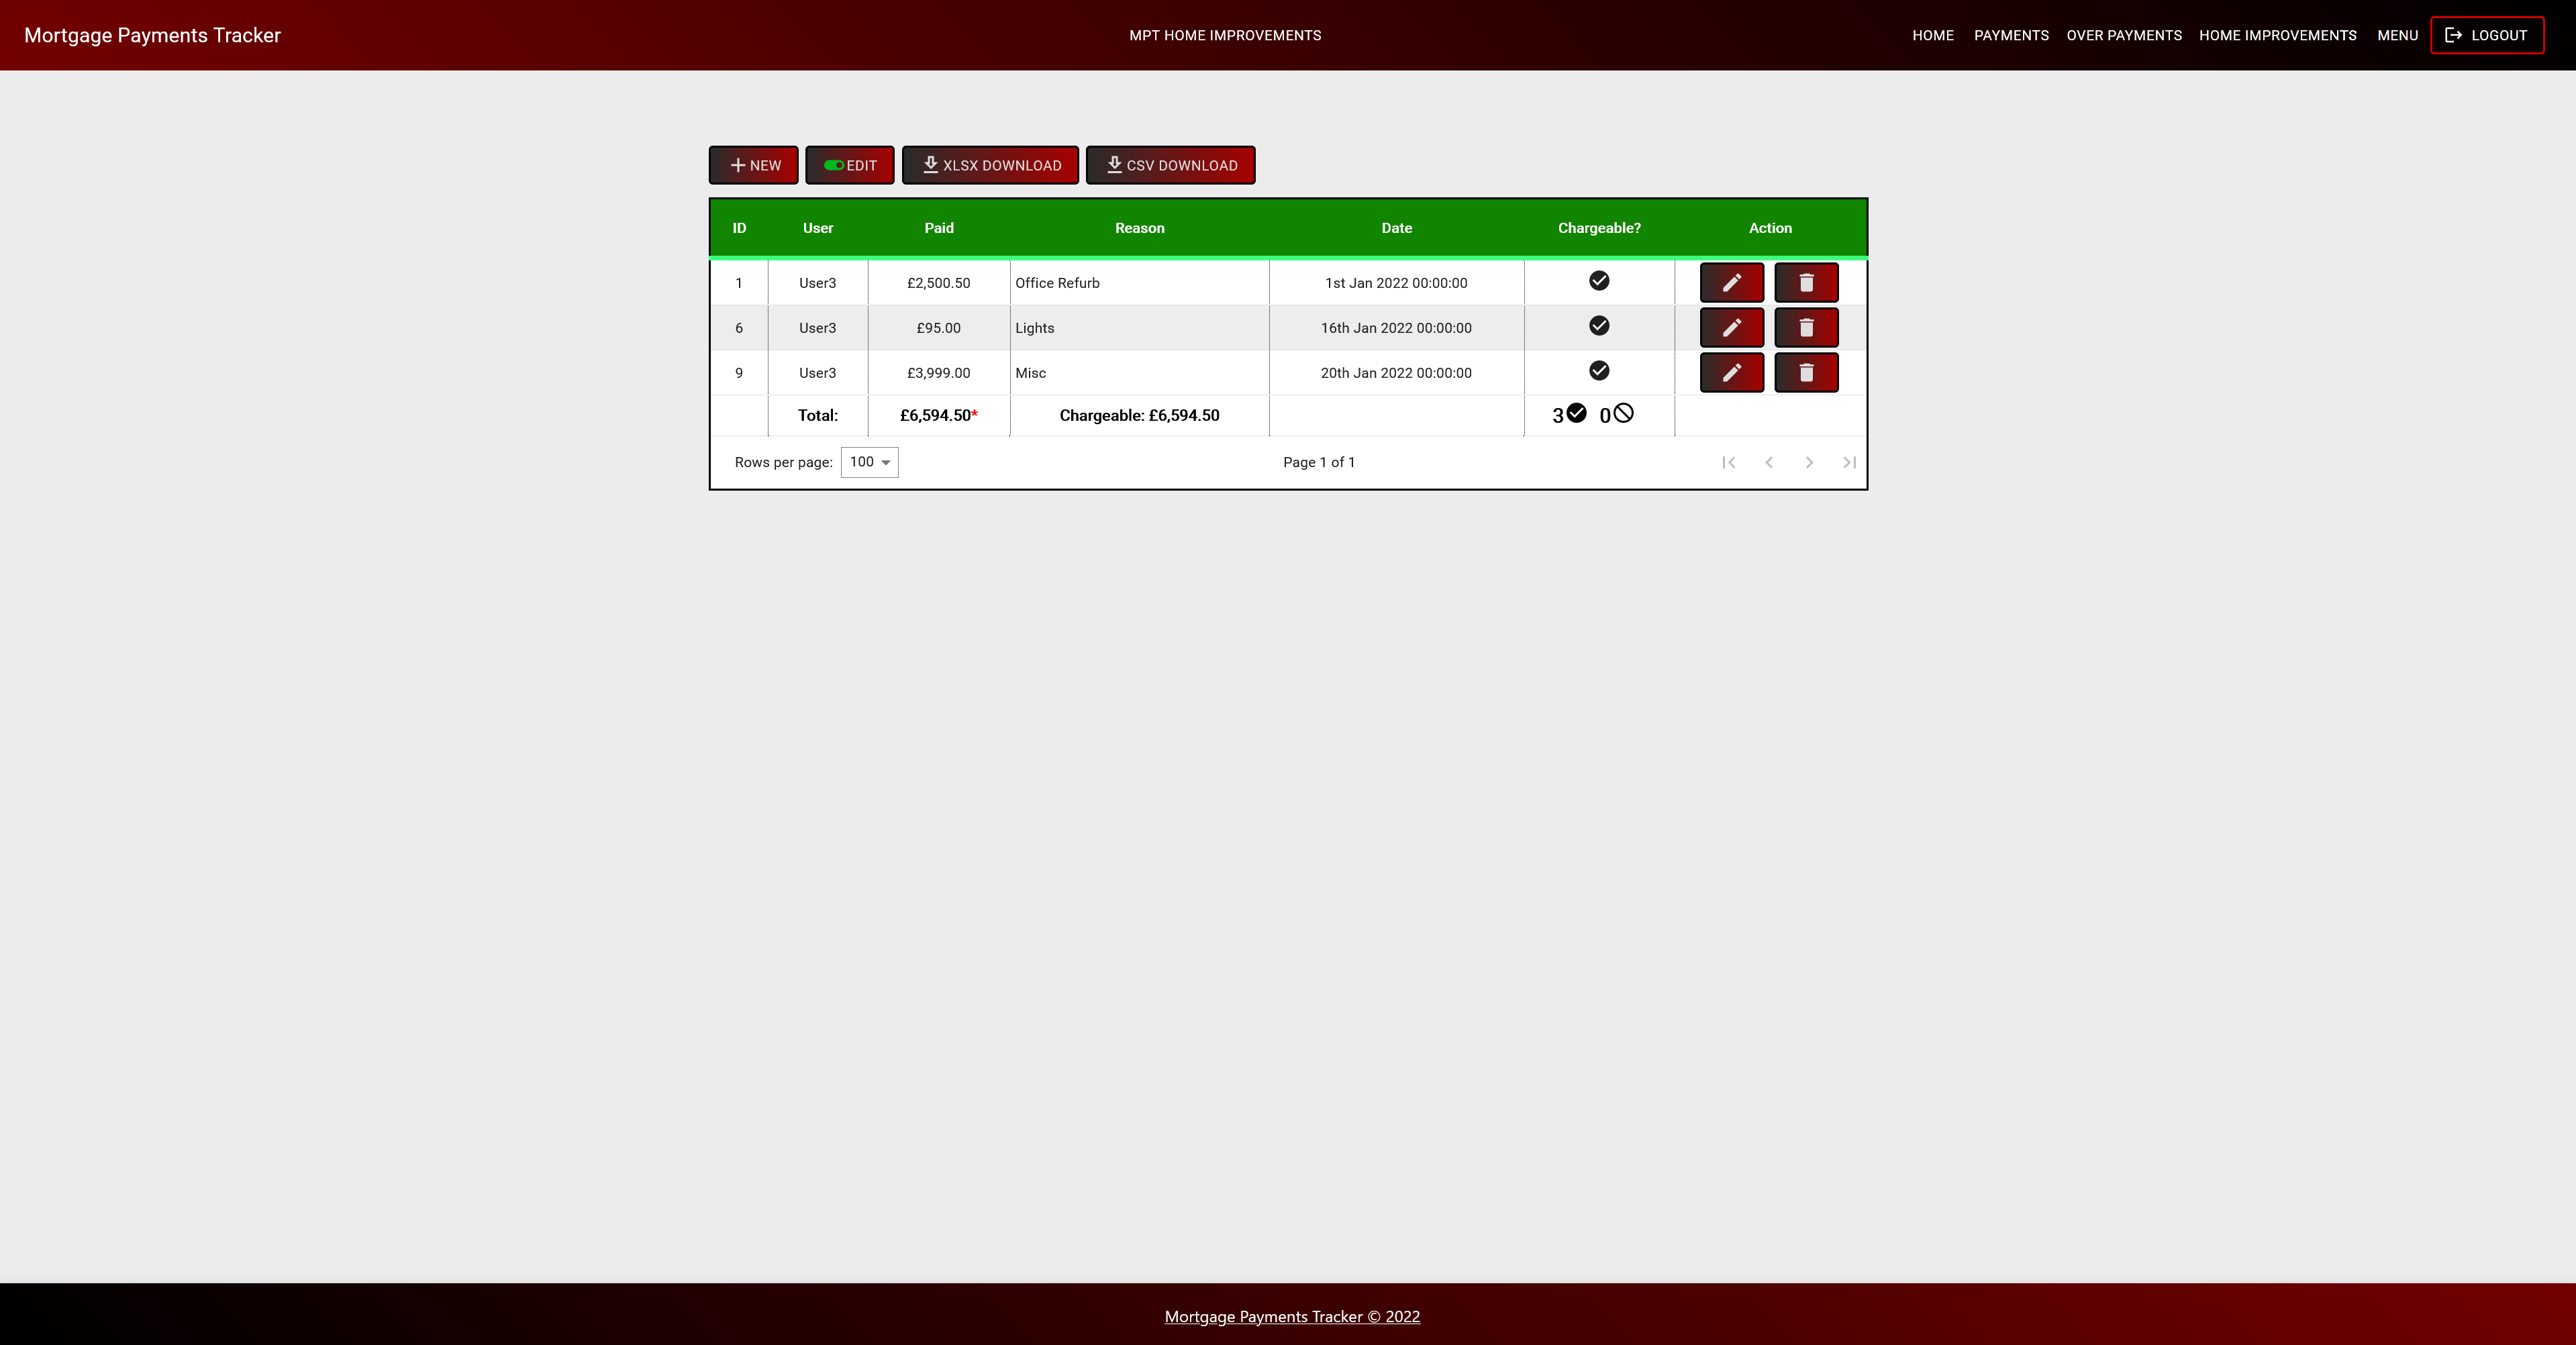 Mortgage Payments Tracker MPT HOME IMPROVEMENTS HOME PAYMENTS OVER PAYMENTS HOME IMPROVEMENTS MENU LOGOUT
NEW EDIT XLSX DOWNLOAD CSV DOWNLOAD
ID User Paid Reason Date Chargeable? Action
1 User3 £2,500.50 Office Refurb 1st Jan 2022 00:00:00
6 User3 £95.00 Lights 16th Jan 2022 00:00:00
9 User3 £3,999.00 Misc 20th Jan 2022 00:00:00
Total: £6,594.50* Chargeable: £6,594.50 3 0
Rows per page: 100 Page 1 of 1
Mortgage Payments Tracker © 2022